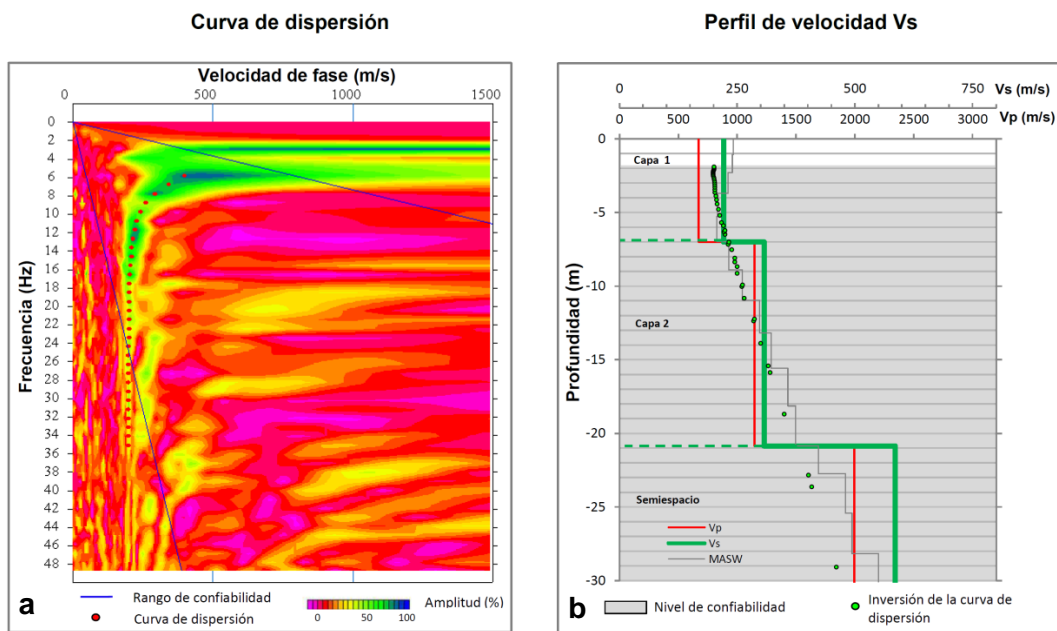 Curva de dispersión
Perfil de velocidad Vs
Velocidad de fase (m/s)
0 500 1000 1500
Frecuencia (Hz)
0
2
4
6
8
10
12
14
16
18
20
22
24
26
28
30
32
34
36
38
40
42
44
46
48
a
Rango de confiabilidad
Curva de dispersión
Amplitud (%)
0 50 100
0 250 500 750 Vs (m/s)
Vp (m/s)
0 500 1000 1500 2000 2500 3000
Profundidad (m)
0
-5
-10
-15
-20
-25
-30
Capa 1
Capa 2
Semiespacio
Vp
Vs
MASW
b
Nivel de confiabilidad
Inversión de la curva de
dispersión